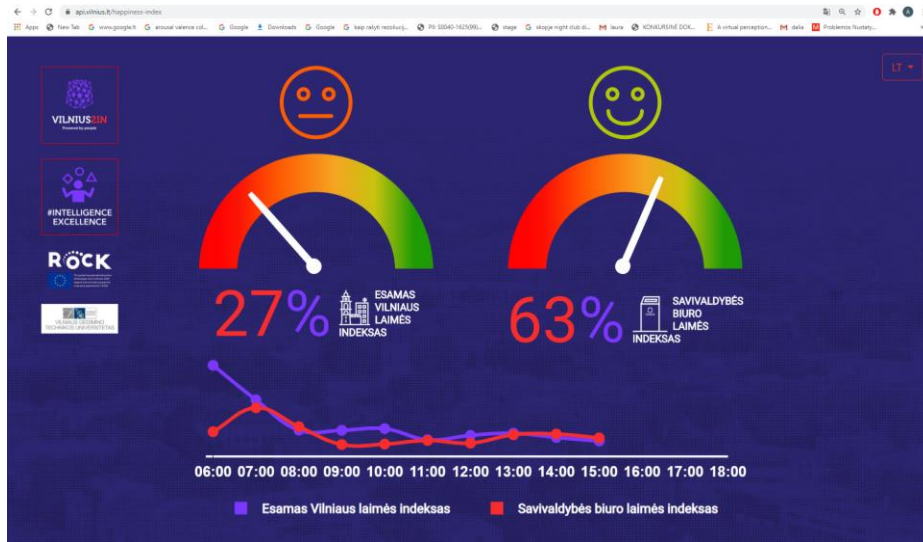 api.vilnius.lt/happiness-index
Apps
New Tab
www.google.lt
arousal valence col...
Google
Downloads
Google
Google
kaip rašyti rezoliucij...
stage
skopje night club di...
laura
KONKURSINĖ DOK...
A virtual perception...
dalia
LT
VILNIUS2IN
Powered by people
#INTELLIGENCE
EXCELLENCE
ROCK
VILNIAUS GEDIMINO
TECHNIKOS UNIVERSITETAS
27%
ESAMAS
VILNIAUS
LAIMĖS
INDEKSAS
63%
SAVIVALDYBĖS
BIURO
LAIMĖS
INDEKSAS
06:00 07:00 08:00 09:00 10:00 11:00 12:00 13:00 14:00 15:00 16:00 17:00 18:00
Esamas Vilniaus laimės indeksas
Savivaldybės biuro laimės indeksas